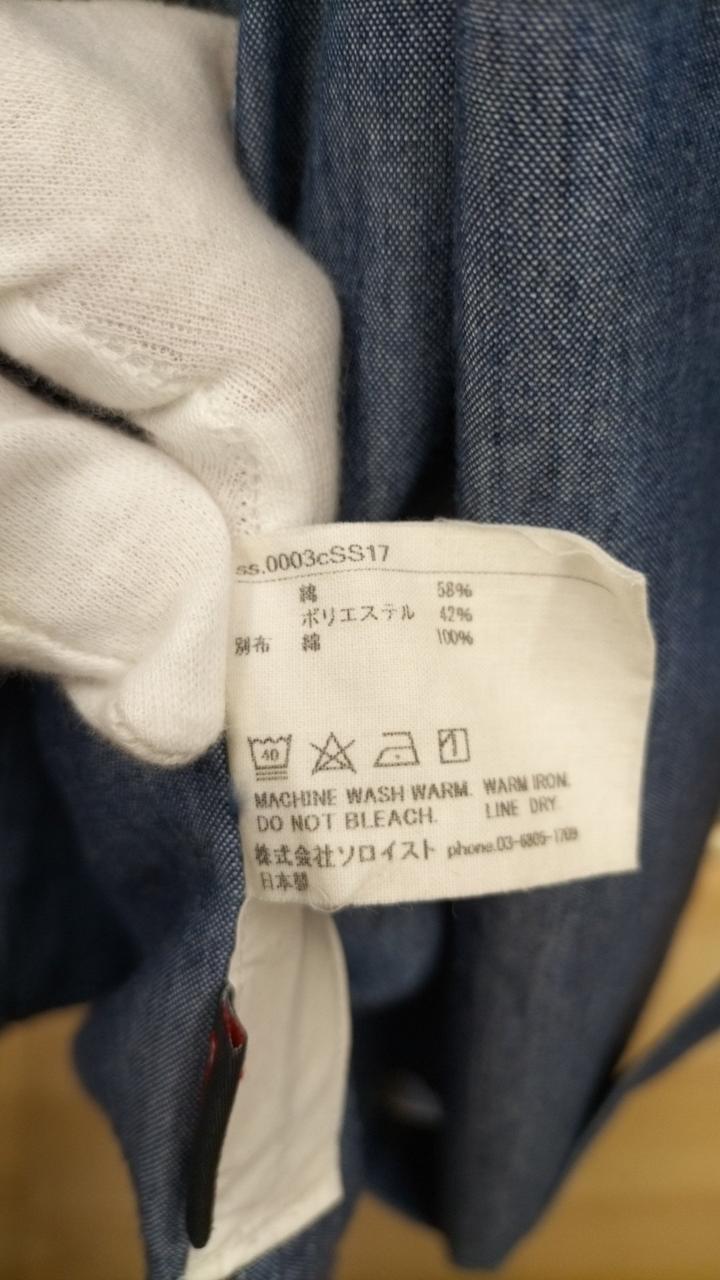 ss.0003cSS17
綿 58%
ポリエステル 42%
別布 綿 100%
40
MACHINE WASH WARM. WARM IRON.
DO NOT BLEACH. LINE DRY.
株式会社ソロイスト phone.03-6805-1709
日本製